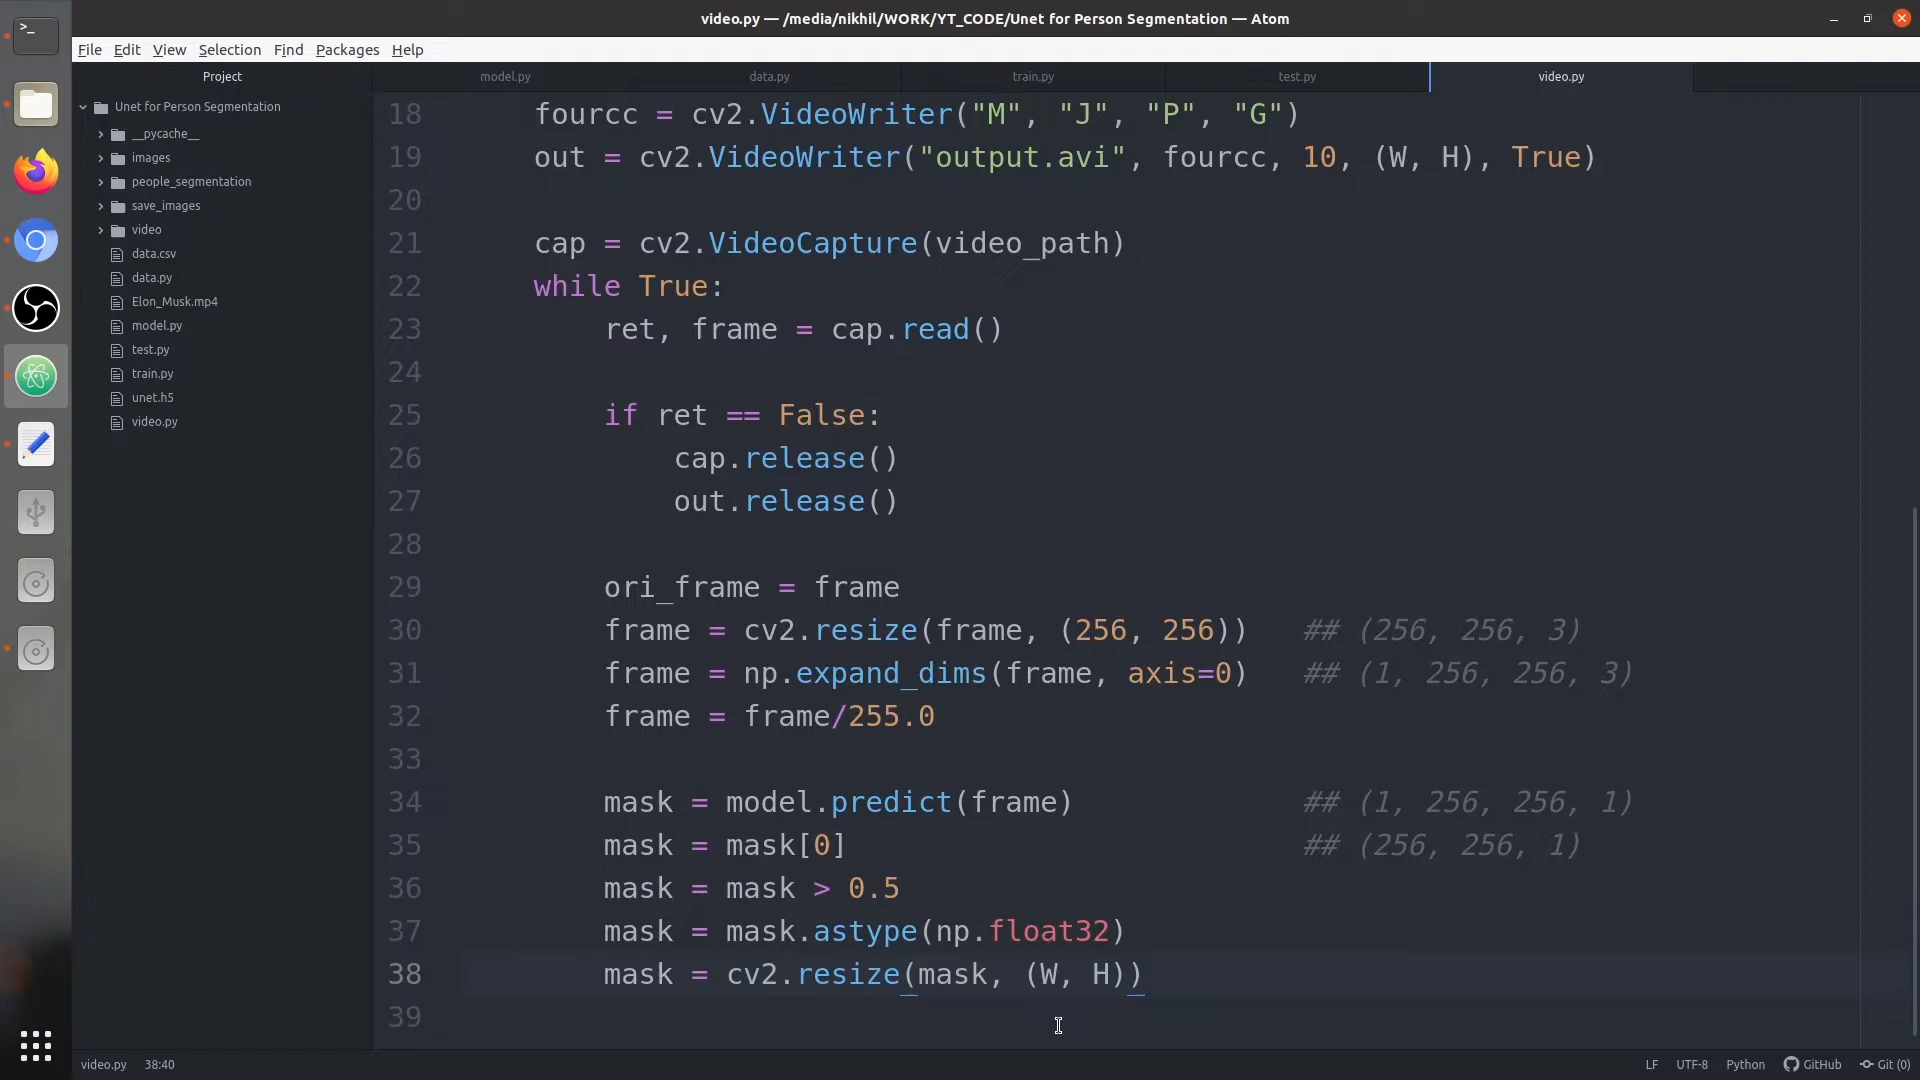 video.py — /media/nikhil/WORK/YT_CODE/Unet for Person Segmentation — Atom
File Edit View Selection Find Packages Help
Project
model.py data.py train.py test.py video.py
Unet for Person Segmentation
__pycache__
images
people_segmentation
save_images
video
data.csv
data.py
Elon_Musk.mp4
model.py
test.py
train.py
unet.h5
video.py
18 fourcc = cv2.VideoWriter("M", "J", "P", "G")
19 out = cv2.VideoWriter("output.avi", fourcc, 10, (W, H), True)
20
21 cap = cv2.VideoCapture(video_path)
22 while True:
23 ret, frame = cap.read()
24
25 if ret == False:
26 cap.release()
27 out.release()
28
29 ori_frame = frame
30 frame = cv2.resize(frame, (256, 256)) ## (256, 256, 3)
31 frame = np.expand_dims(frame, axis=0) ## (1, 256, 256, 3)
32 frame = frame/255.0
33
34 mask = model.predict(frame) ## (1, 256, 256, 1)
35 mask = mask[0] ## (256, 256, 1)
36 mask = mask > 0.5
37 mask = mask.astype(np.float32)
38 mask = cv2.resize(mask, (W, H))
39
video.py 38:40 LF UTF-8 Python GitHub Git (0)